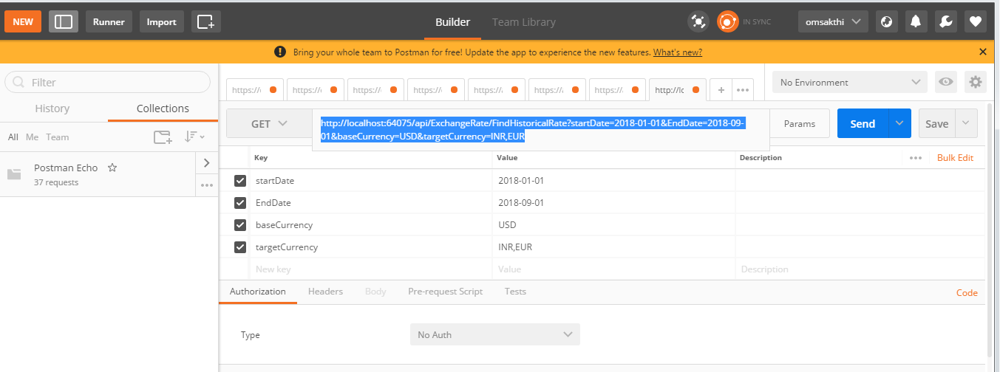 NEW
Runner
Import
Builder
Team Library
IN SYNC
omsakthi
Bring your whole team to Postman for free! Update the app to experience the new features. What's new?
Filter
History
Collections
All Me Team
Postman Echo
37 requests
https://
https://
https://
https://
https://
https://
https://
http://lo
No Environment
GET
http://localhost:64075/api/ExchangeRate/FindHistoricalRate?startDate=2018-01-01&EndDate=2018-09-
01&baseCurrency=USD&targetCurrency=INR,EUR
Params
Send
Save
Key Value Description
Bulk Edit
startDate 2018-01-01
EndDate 2018-09-01
baseCurrency USD
targetCurrency INR,EUR
New key Value Description
Authorization Headers Body Pre-request Script Tests
Code
Type No Auth